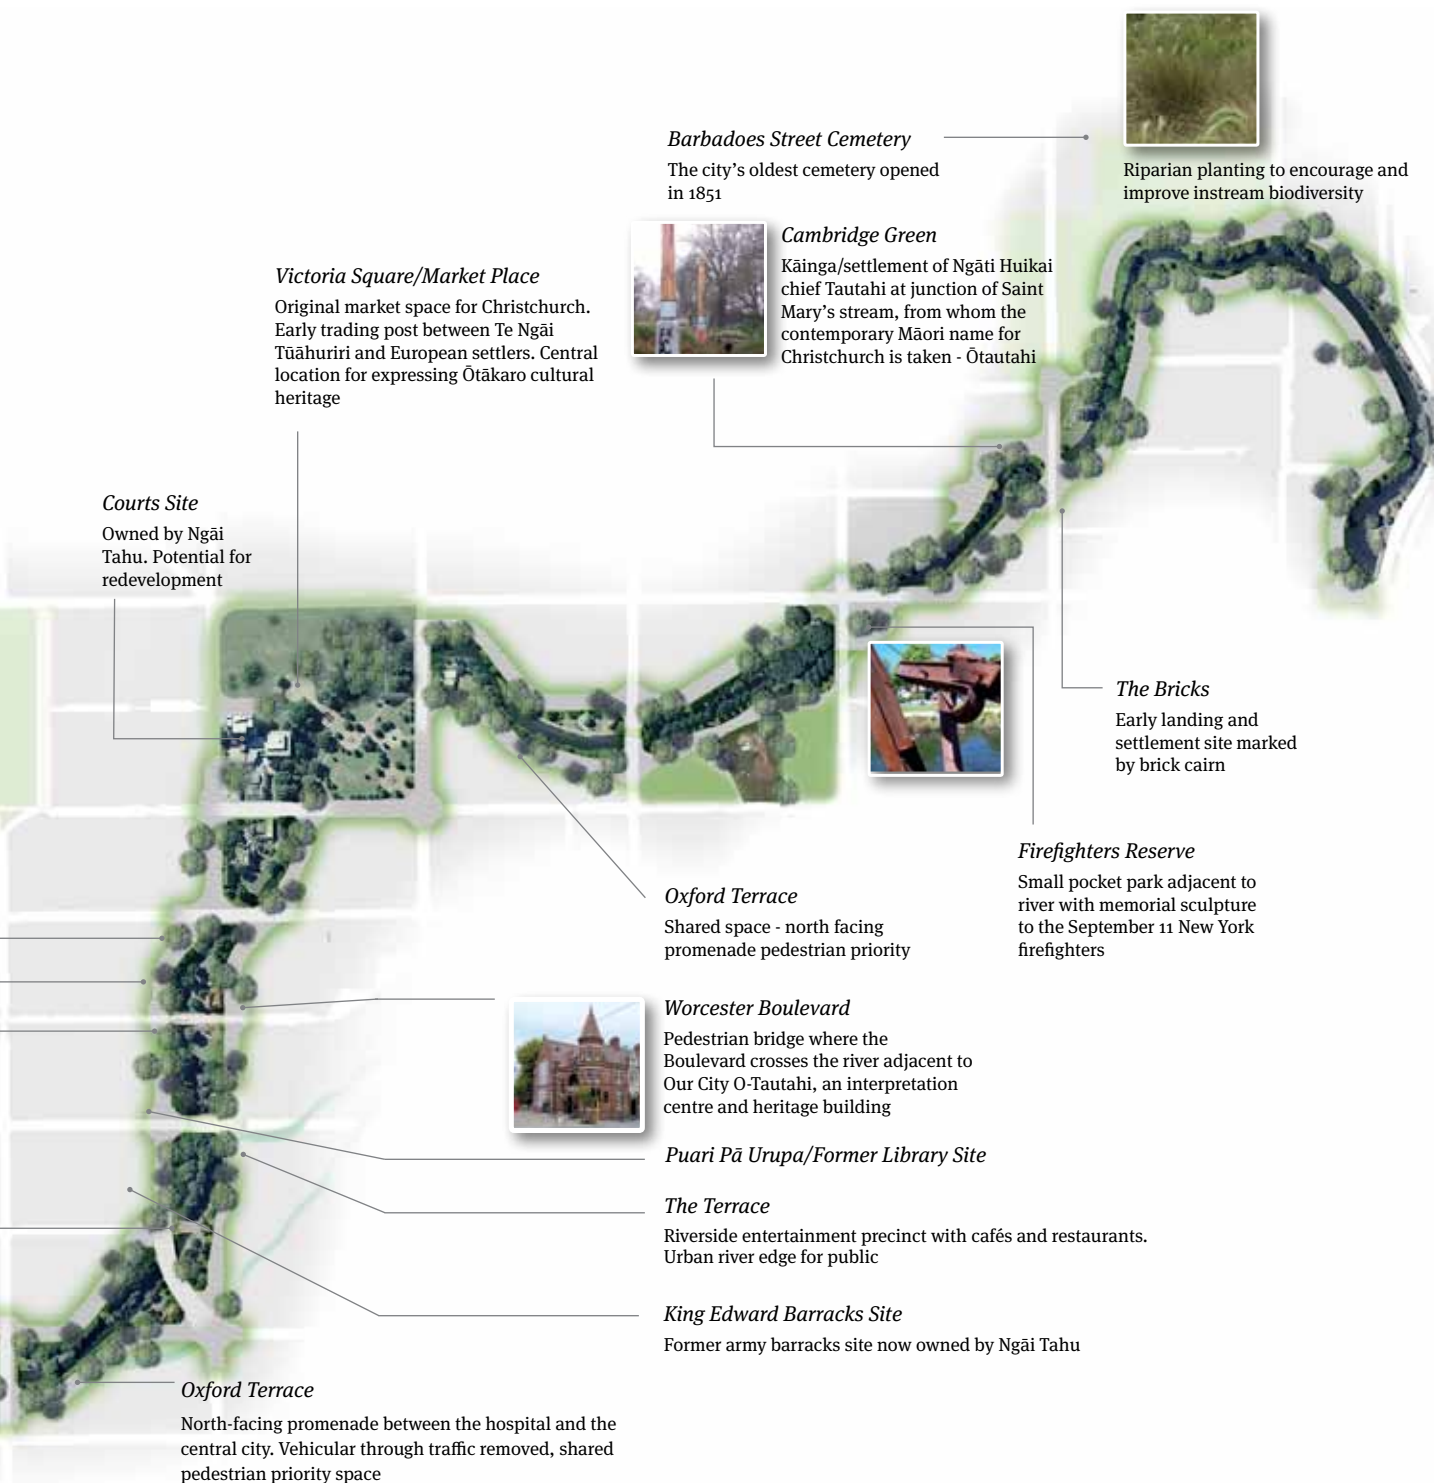 Barbadoes Street Cemetery
The city's oldest cemetery opened
in 1851
Riparian planting to encourage and
improve instream biodiversity
Cambridge Green
Kāinga/settlement of Ngāti Huikai
chief Tautahi at junction of Saint
Mary's stream, from whom the
contemporary Māori name for
Christchurch is taken - Ōtautahi
Victoria Square/Market Place
Original market space for Christchurch.
Early trading post between Te Ngāi
Tūāhuriri and European settlers. Central
location for expressing Ōtākaro cultural
heritage
Courts Site
Owned by Ngāi
Tahu. Potential for
redevelopment
The Bricks
Early landing and
settlement site marked
by brick cairn
Firefighters Reserve
Small pocket park adjacent to
river with memorial sculpture
to the September 11 New York
firefighters
Oxford Terrace
Shared space - north facing
promenade pedestrian priority
Worcester Boulevard
Pedestrian bridge where the
Boulevard crosses the river adjacent to
Our City O-Tautahi, an interpretation
centre and heritage building
Puari Pā Urupa/Former Library Site
The Terrace
Riverside entertainment precinct with cafés and restaurants.
Urban river edge for public
King Edward Barracks Site
Former army barracks site now owned by Ngāi Tahu
Oxford Terrace
North-facing promenade between the hospital and the
central city. Vehicular through traffic removed, shared
pedestrian priority space